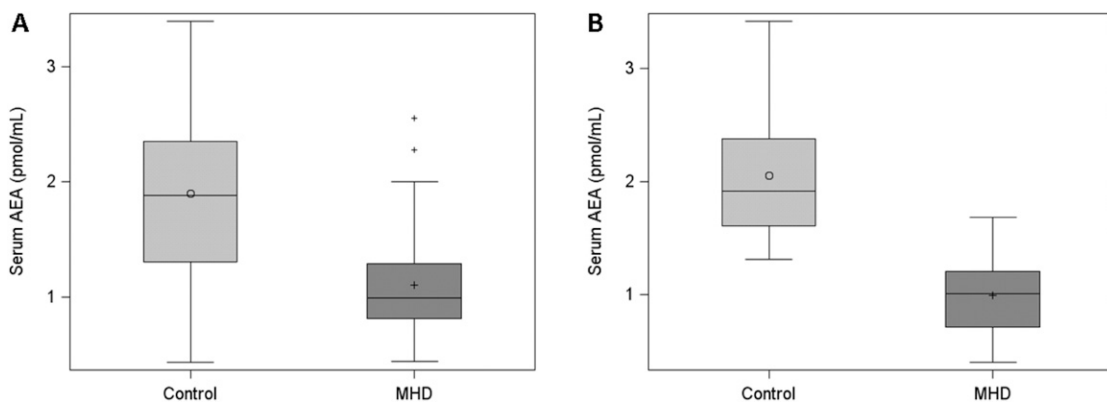 A
Serum AEA (pmol/mL)
3
2
1
Control MHD
B
Serum AEA (pmol/mL)
3
2
1
Control MHD